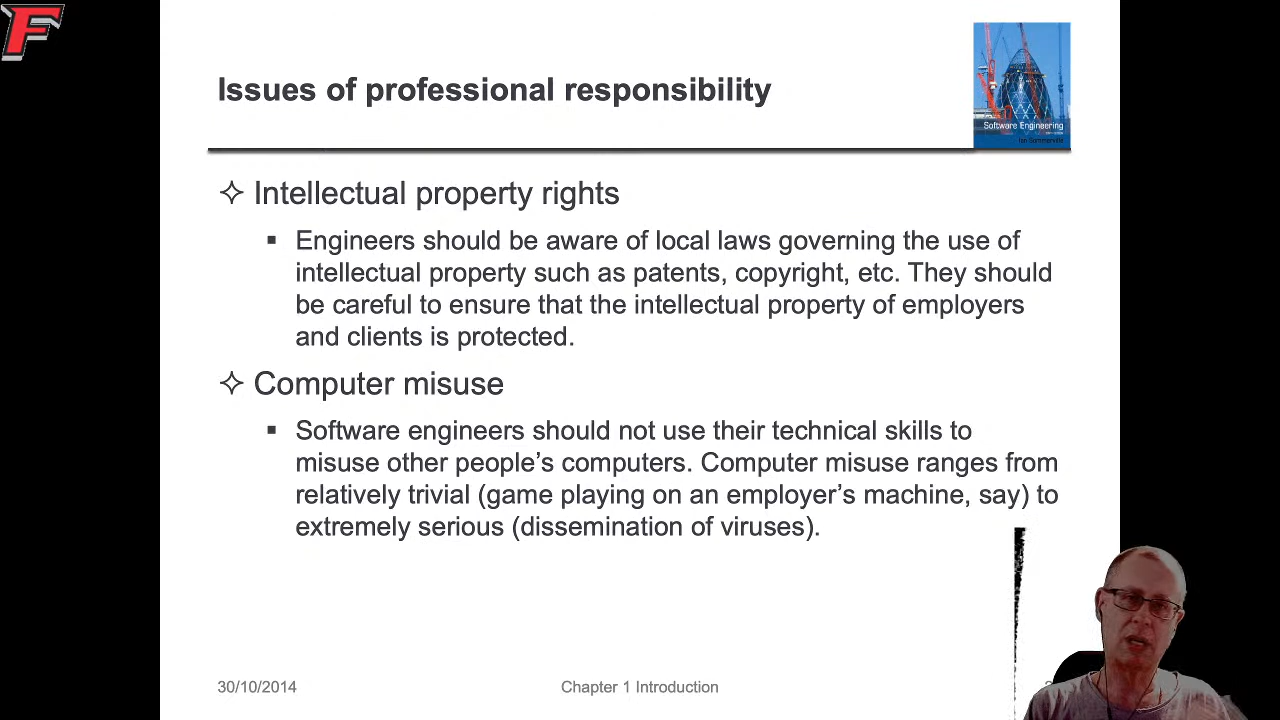 F
Issues of professional responsibility
Software Engineering
Ian Sommerville
✧ Intellectual property rights
▪ Engineers should be aware of local laws governing the use of
intellectual property such as patents, copyright, etc. They should
be careful to ensure that the intellectual property of employers
and clients is protected.
✧ Computer misuse
▪ Software engineers should not use their technical skills to
misuse other people’s computers. Computer misuse ranges from
relatively trivial (game playing on an employer’s machine, say) to
extremely serious (dissemination of viruses).
30/10/2014
Chapter 1 Introduction